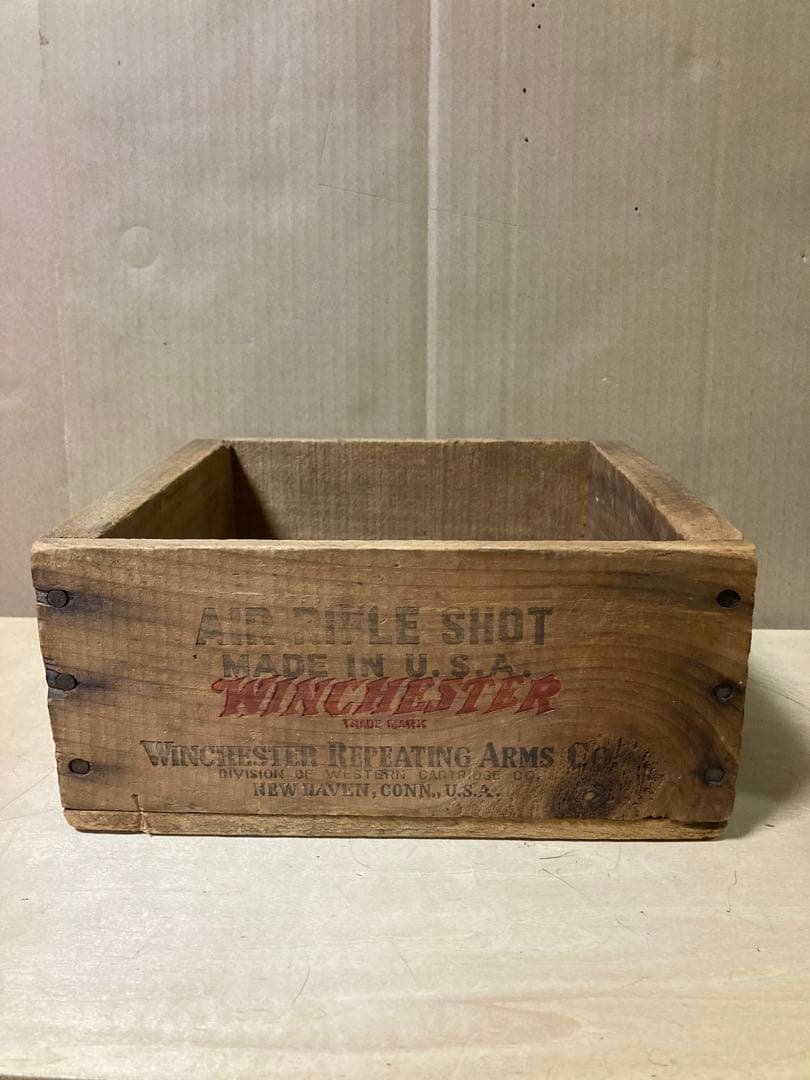 AIR RIFLE SHOT
MADE IN U.S.A.
WINCHESTER
TRADE MARK
WINCHESTER REPEATING ARMS CO.
DIVISION OF WESTERN CARTRIDGE CO.
NEW HAVEN, CONN., U.S.A.